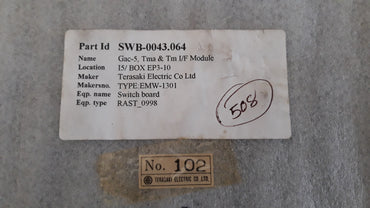 Part Id SWB-0043.064
Name Gac-5, Tma & Tm I/F Module
Location I5/ BOX EP3-10
Maker Terasaki Electric Co Ltd
Makersno. TYPE:EMW-1301
Eqp. name Switch board
Eqp. type RAST_0998
508
No. 102
TERASAKI ELECTRIC CO. LTD.